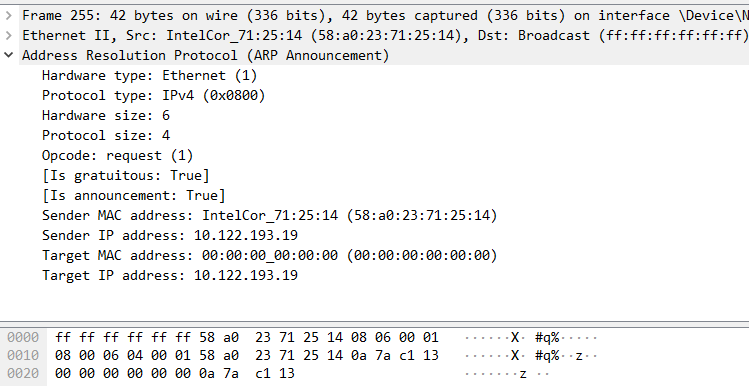 Frame 255: 42 bytes on wire (336 bits), 42 bytes captured (336 bits) on interface \Device\N
Ethernet II, Src: IntelCor_71:25:14 (58:a0:23:71:25:14), Dst: Broadcast (ff:ff:ff:ff:ff:ff)
Address Resolution Protocol (ARP Announcement)
Hardware type: Ethernet (1)
Protocol type: IPv4 (0x0800)
Hardware size: 6
Protocol size: 4
Opcode: request (1)
[Is gratuitous: True]
[Is announcement: True]
Sender MAC address: IntelCor_71:25:14 (58:a0:23:71:25:14)
Sender IP address: 10.122.193.19
Target MAC address: 00:00:00_00:00:00 (00:00:00:00:00:00)
Target IP address: 10.122.193.19
0000 ff ff ff ff ff ff 58 a0 23 71 25 14 08 06 00 01 ······X· #q%·····
0010 08 00 06 04 00 01 58 a0 23 71 25 14 0a 7a c1 13 ······X· #q%··z··
0020 00 00 00 00 00 00 0a 7a c1 13 ·······z ··